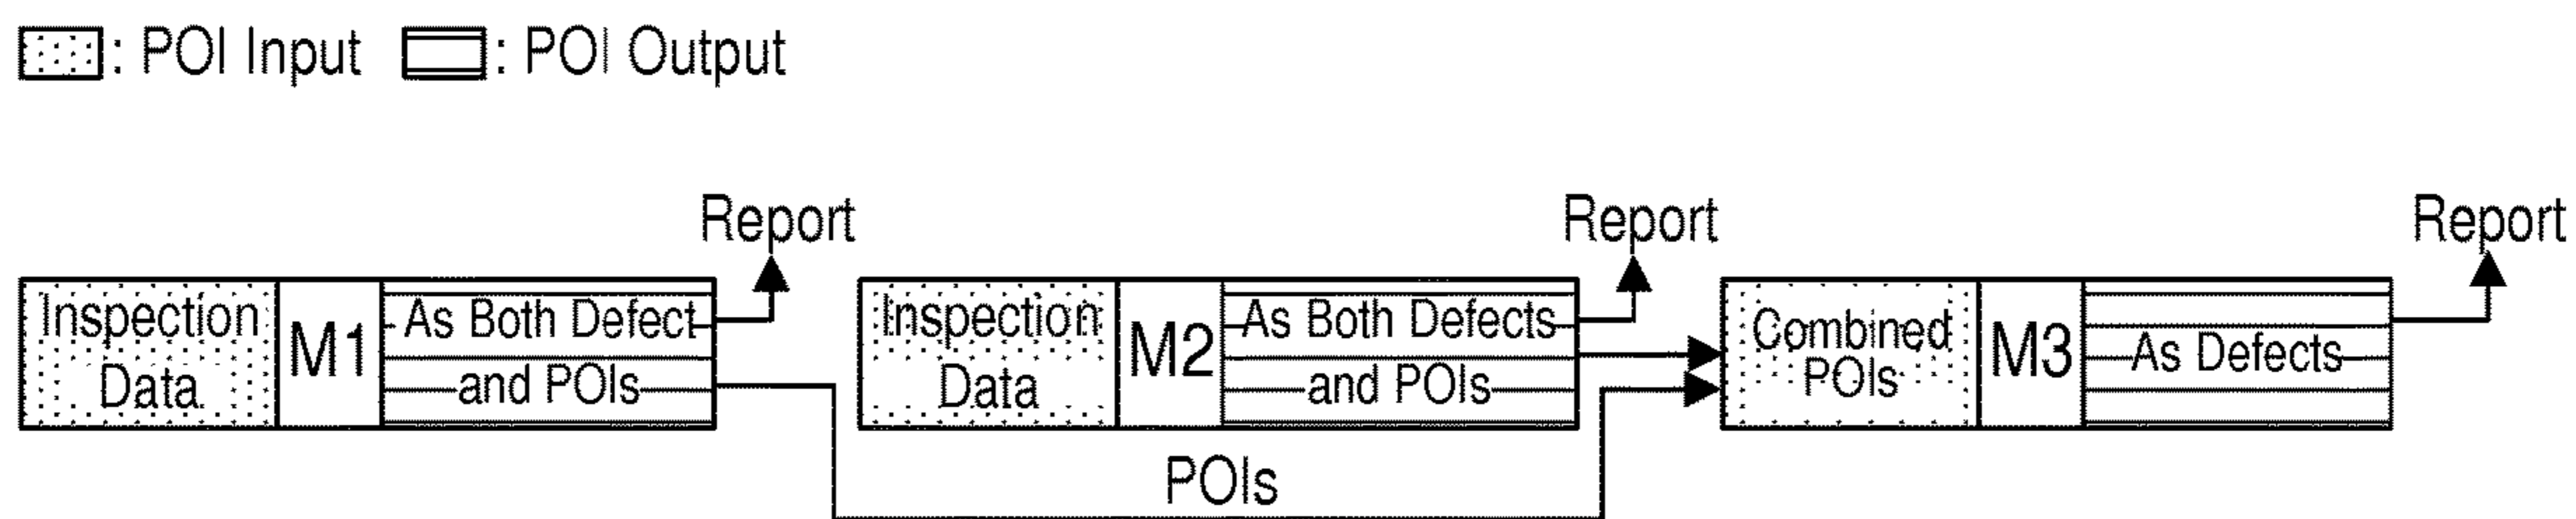 : POI Input : POI Output
Report Report Report
Inspection Data
M1
As Both Defect
and POIs
Inspection Data
M2
As Both Defects
and POIs
Combined
POIs
M3
As Defects
POIs